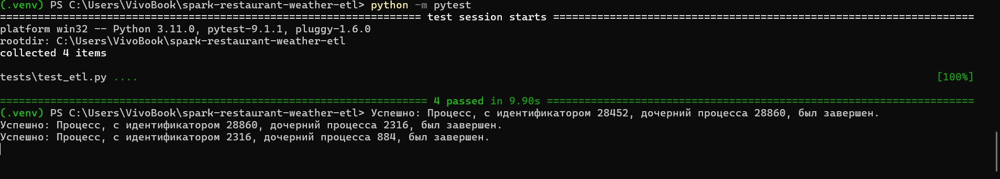 (.venv) PS C:\Users\VivoBook\spark-restaurant-weather-etl> python -m pytest
=================================================================== test session starts ===================================================================
platform win32 -- Python 3.11.0, pytest-9.1.1, pluggy-1.6.0
rootdir: C:\Users\VivoBook\spark-restaurant-weather-etl
collected 4 items
tests\test_etl.py .... [100%]
==================================================================== 4 passed in 9.90s ====================================================================
(.venv) PS C:\Users\VivoBook\spark-restaurant-weather-etl> Успешно: Процесс, с идентификатором 28452, дочерний процесса 28860, был завершен.
Успешно: Процесс, с идентификатором 28860, дочерний процесса 2316, был завершен.
Успешно: Процесс, с идентификатором 2316, дочерний процесса 884, был завершен.